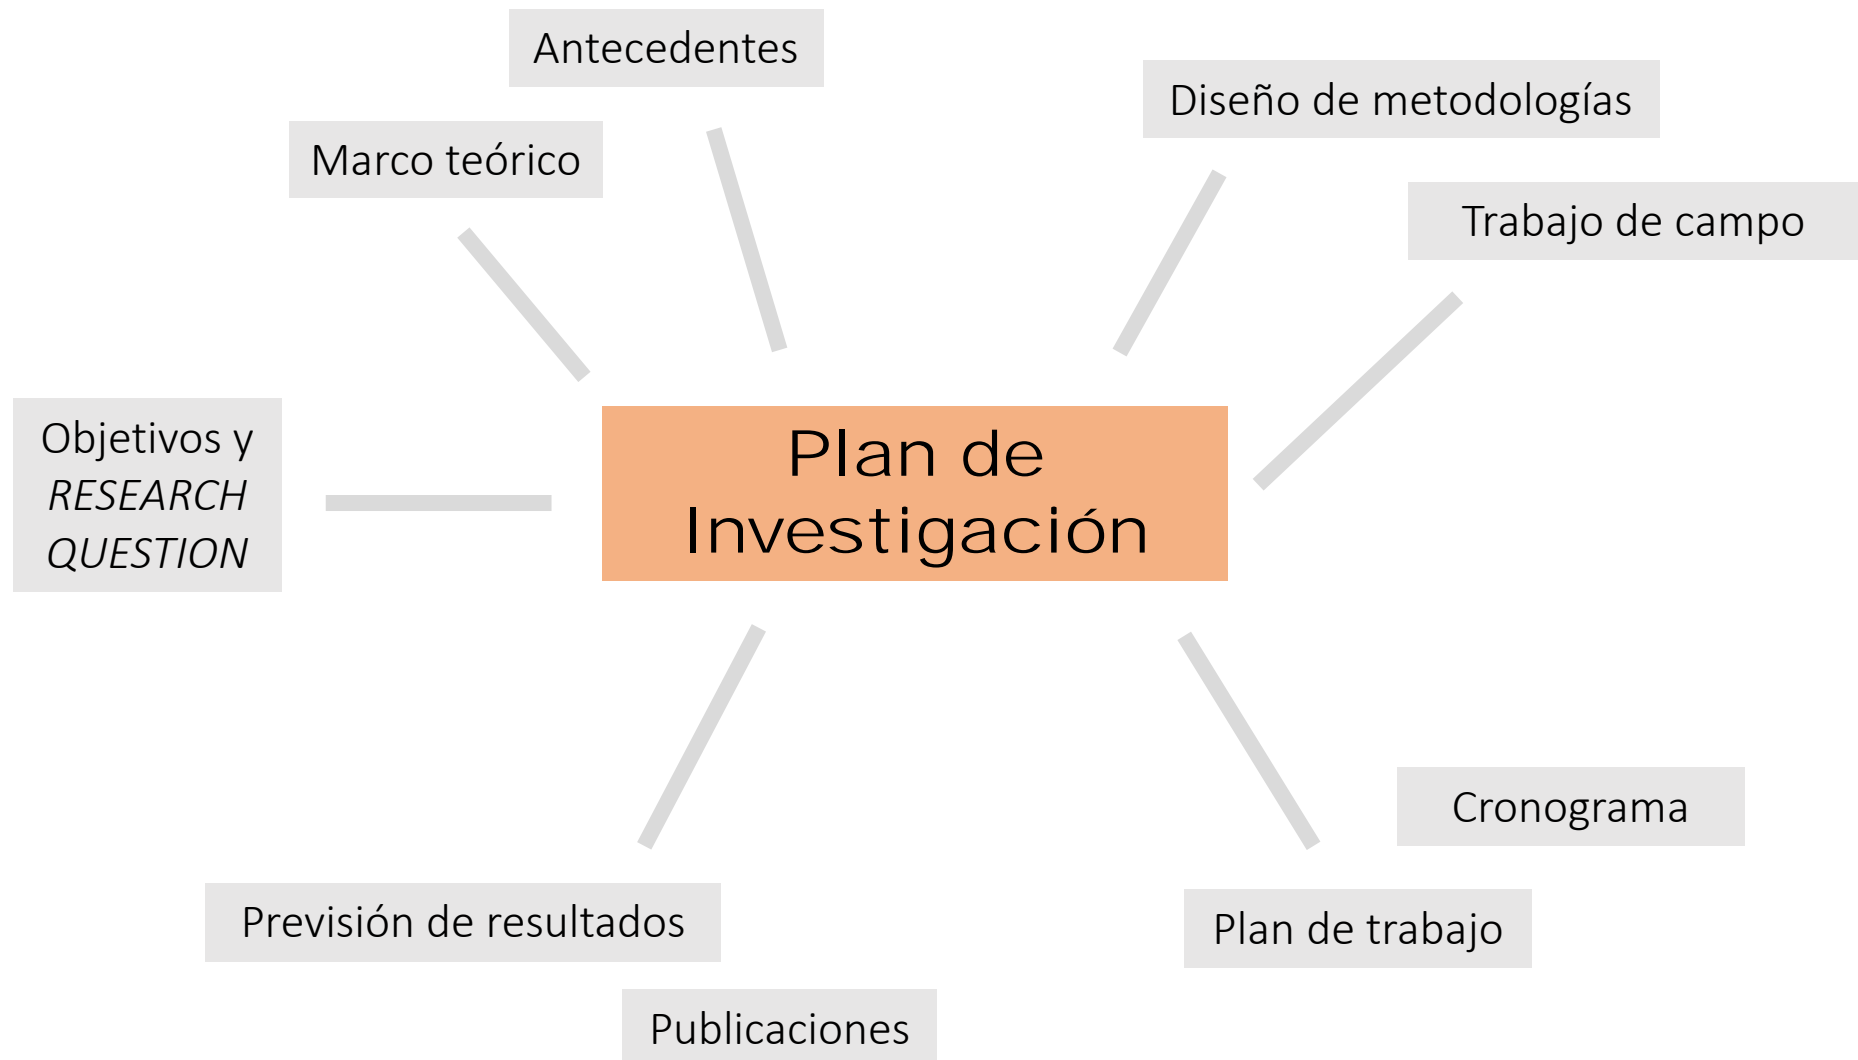 Antecedentes
Diseño de metodologías
Marco teórico
Trabajo de campo
Objetivos y
RESEARCH
QUESTION
Plan de
Investigación
Cronograma
Previsión de resultados
Plan de trabajo
Publicaciones